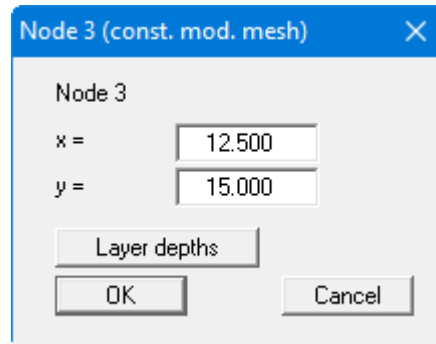 Node 3 (const. mod. mesh)
Node 3
x = 12.500
y = 15.000
Layer depths
OK Cancel